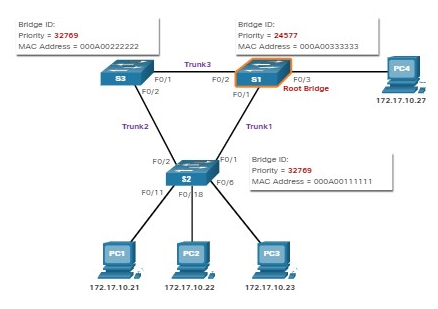 Bridge ID:
Priority = 32769
MAC Address = 000A00222222
Bridge ID:
Priority = 24577
MAC Address = 000A00333333
Trunk3
S3
F0/1
F0/2
S1
F0/3
PC4
F0/2
F0/1
Root Bridge
172.17.10.27
Trunk2
Trunk1
F0/2
F0/1
Bridge ID:
Priority = 32769
MAC Address = 000A00111111
S2
F0/6
F0/11
F0/18
PC1
PC2
PC3
172.17.10.21
172.17.10.22
172.17.10.23